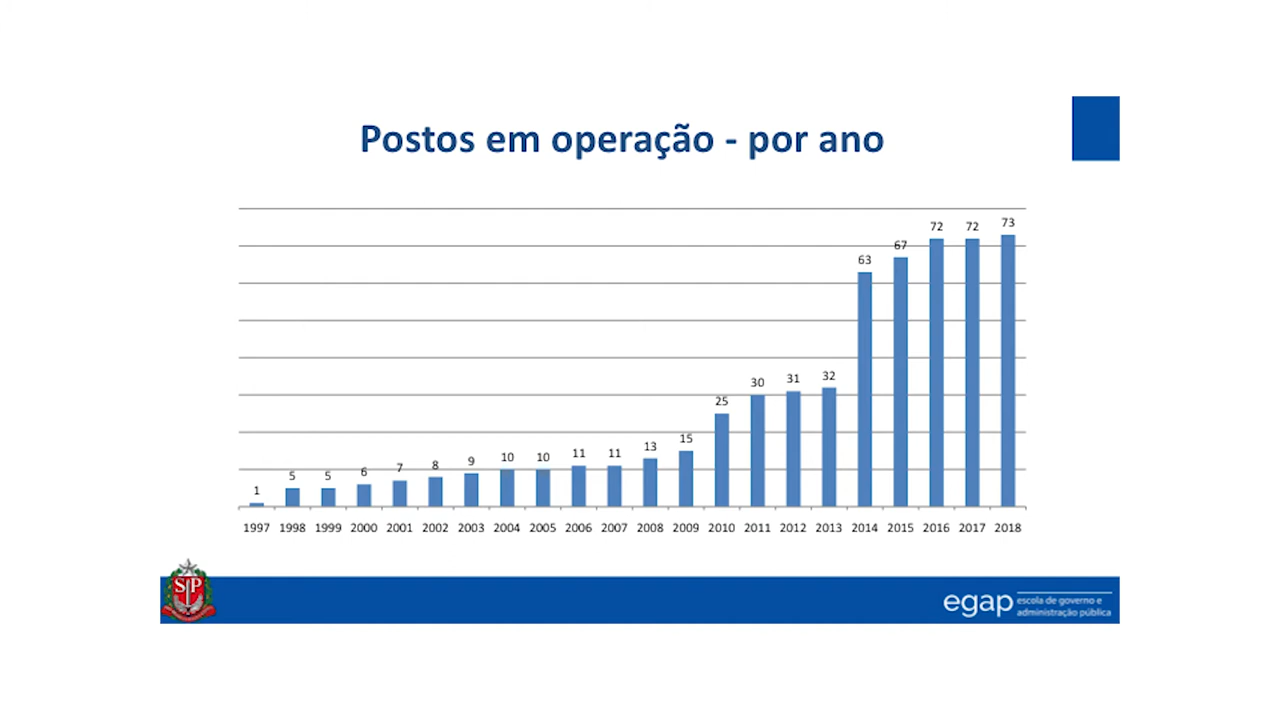 Postos em operação - por ano
1 5 5 6 7 8 9 10 10 11 11 13 15 25 30 31 32 63 67 72 72 73
1997 1998 1999 2000 2001 2002 2003 2004 2005 2006 2007 2008 2009 2010 2011 2012 2013 2014 2015 2016 2017 2018
SP
egap escola de governo e
administração pública